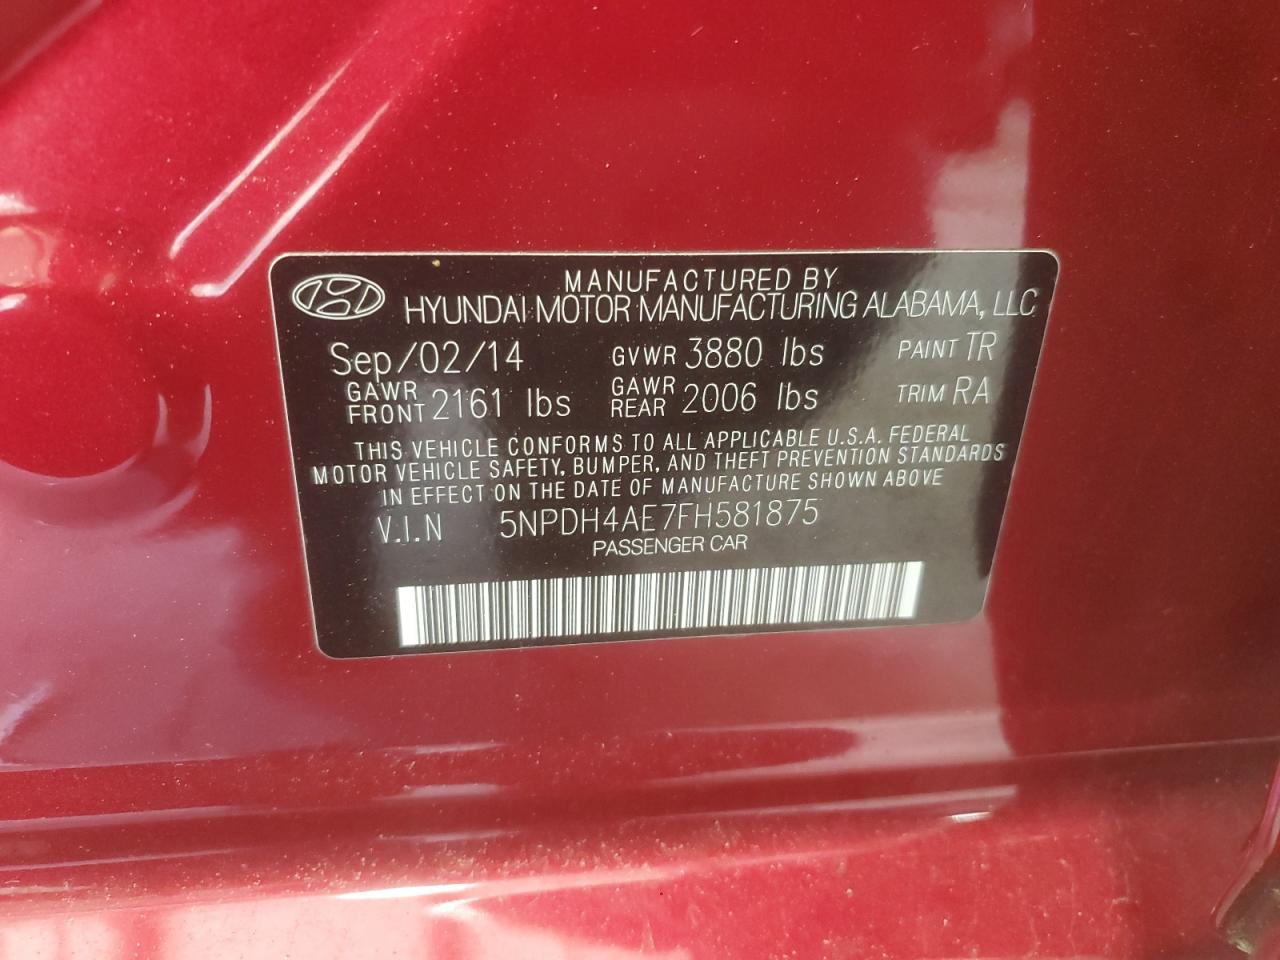 MANUFACTURED BY
HYUNDAI MOTOR MANUFACTURING ALABAMA, LLC
Sep/02/14 GVWR 3880 lbs PAINT TR
GAWR FRONT 2161 lbs GAWR REAR 2006 lbs TRIM RA
THIS VEHICLE CONFORMS TO ALL APPLICABLE U.S.A. FEDERAL
MOTOR VEHICLE SAFETY, BUMPER, AND THEFT PREVENTION STANDARDS
IN EFFECT ON THE DATE OF MANUFACTURE SHOWN ABOVE
V.I.N 5NPDH4AE7FH581875
PASSENGER CAR